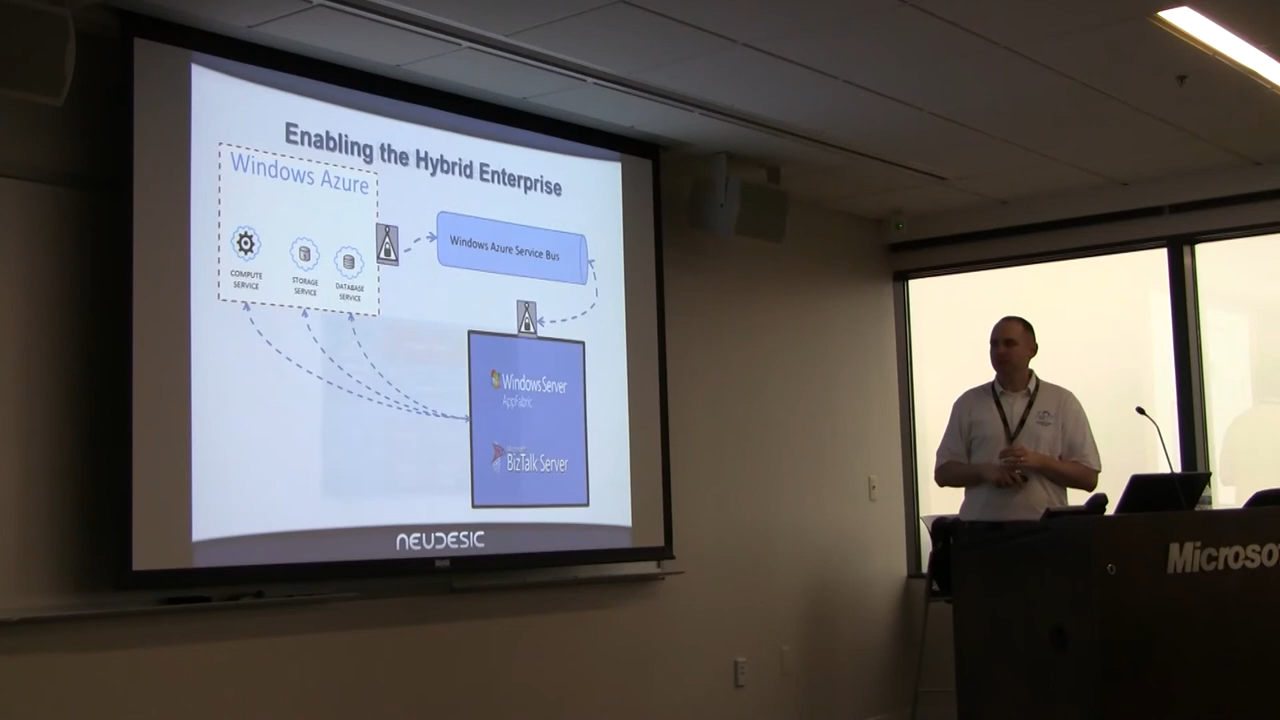 Enabling the Hybrid Enterprise
Windows Azure
Windows Azure Service Bus
COMPUTE
SERVICE
STORAGE
SERVICE
DATABASE
SERVICE
Windows Server
AppFabric
BizTalk Server
NEUDESIC
Microso